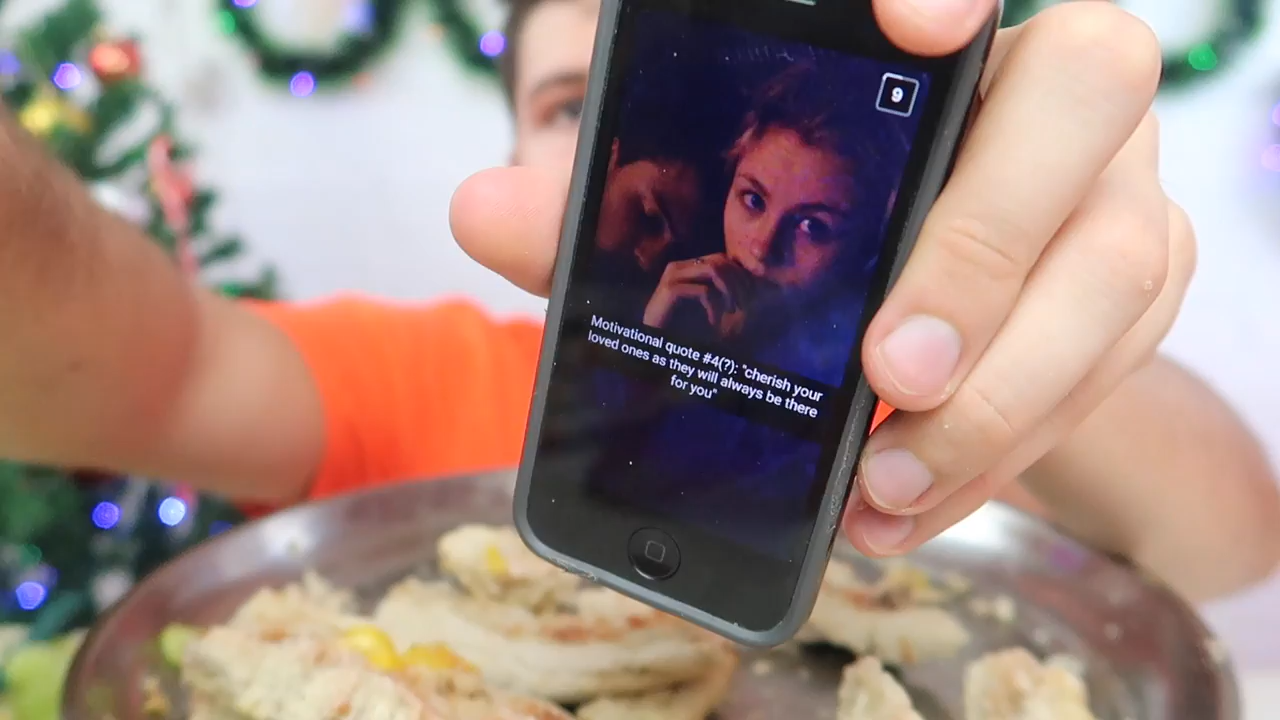 9
Motivational quote #4(?): "cherish your
loved ones as they will always be there
for you"